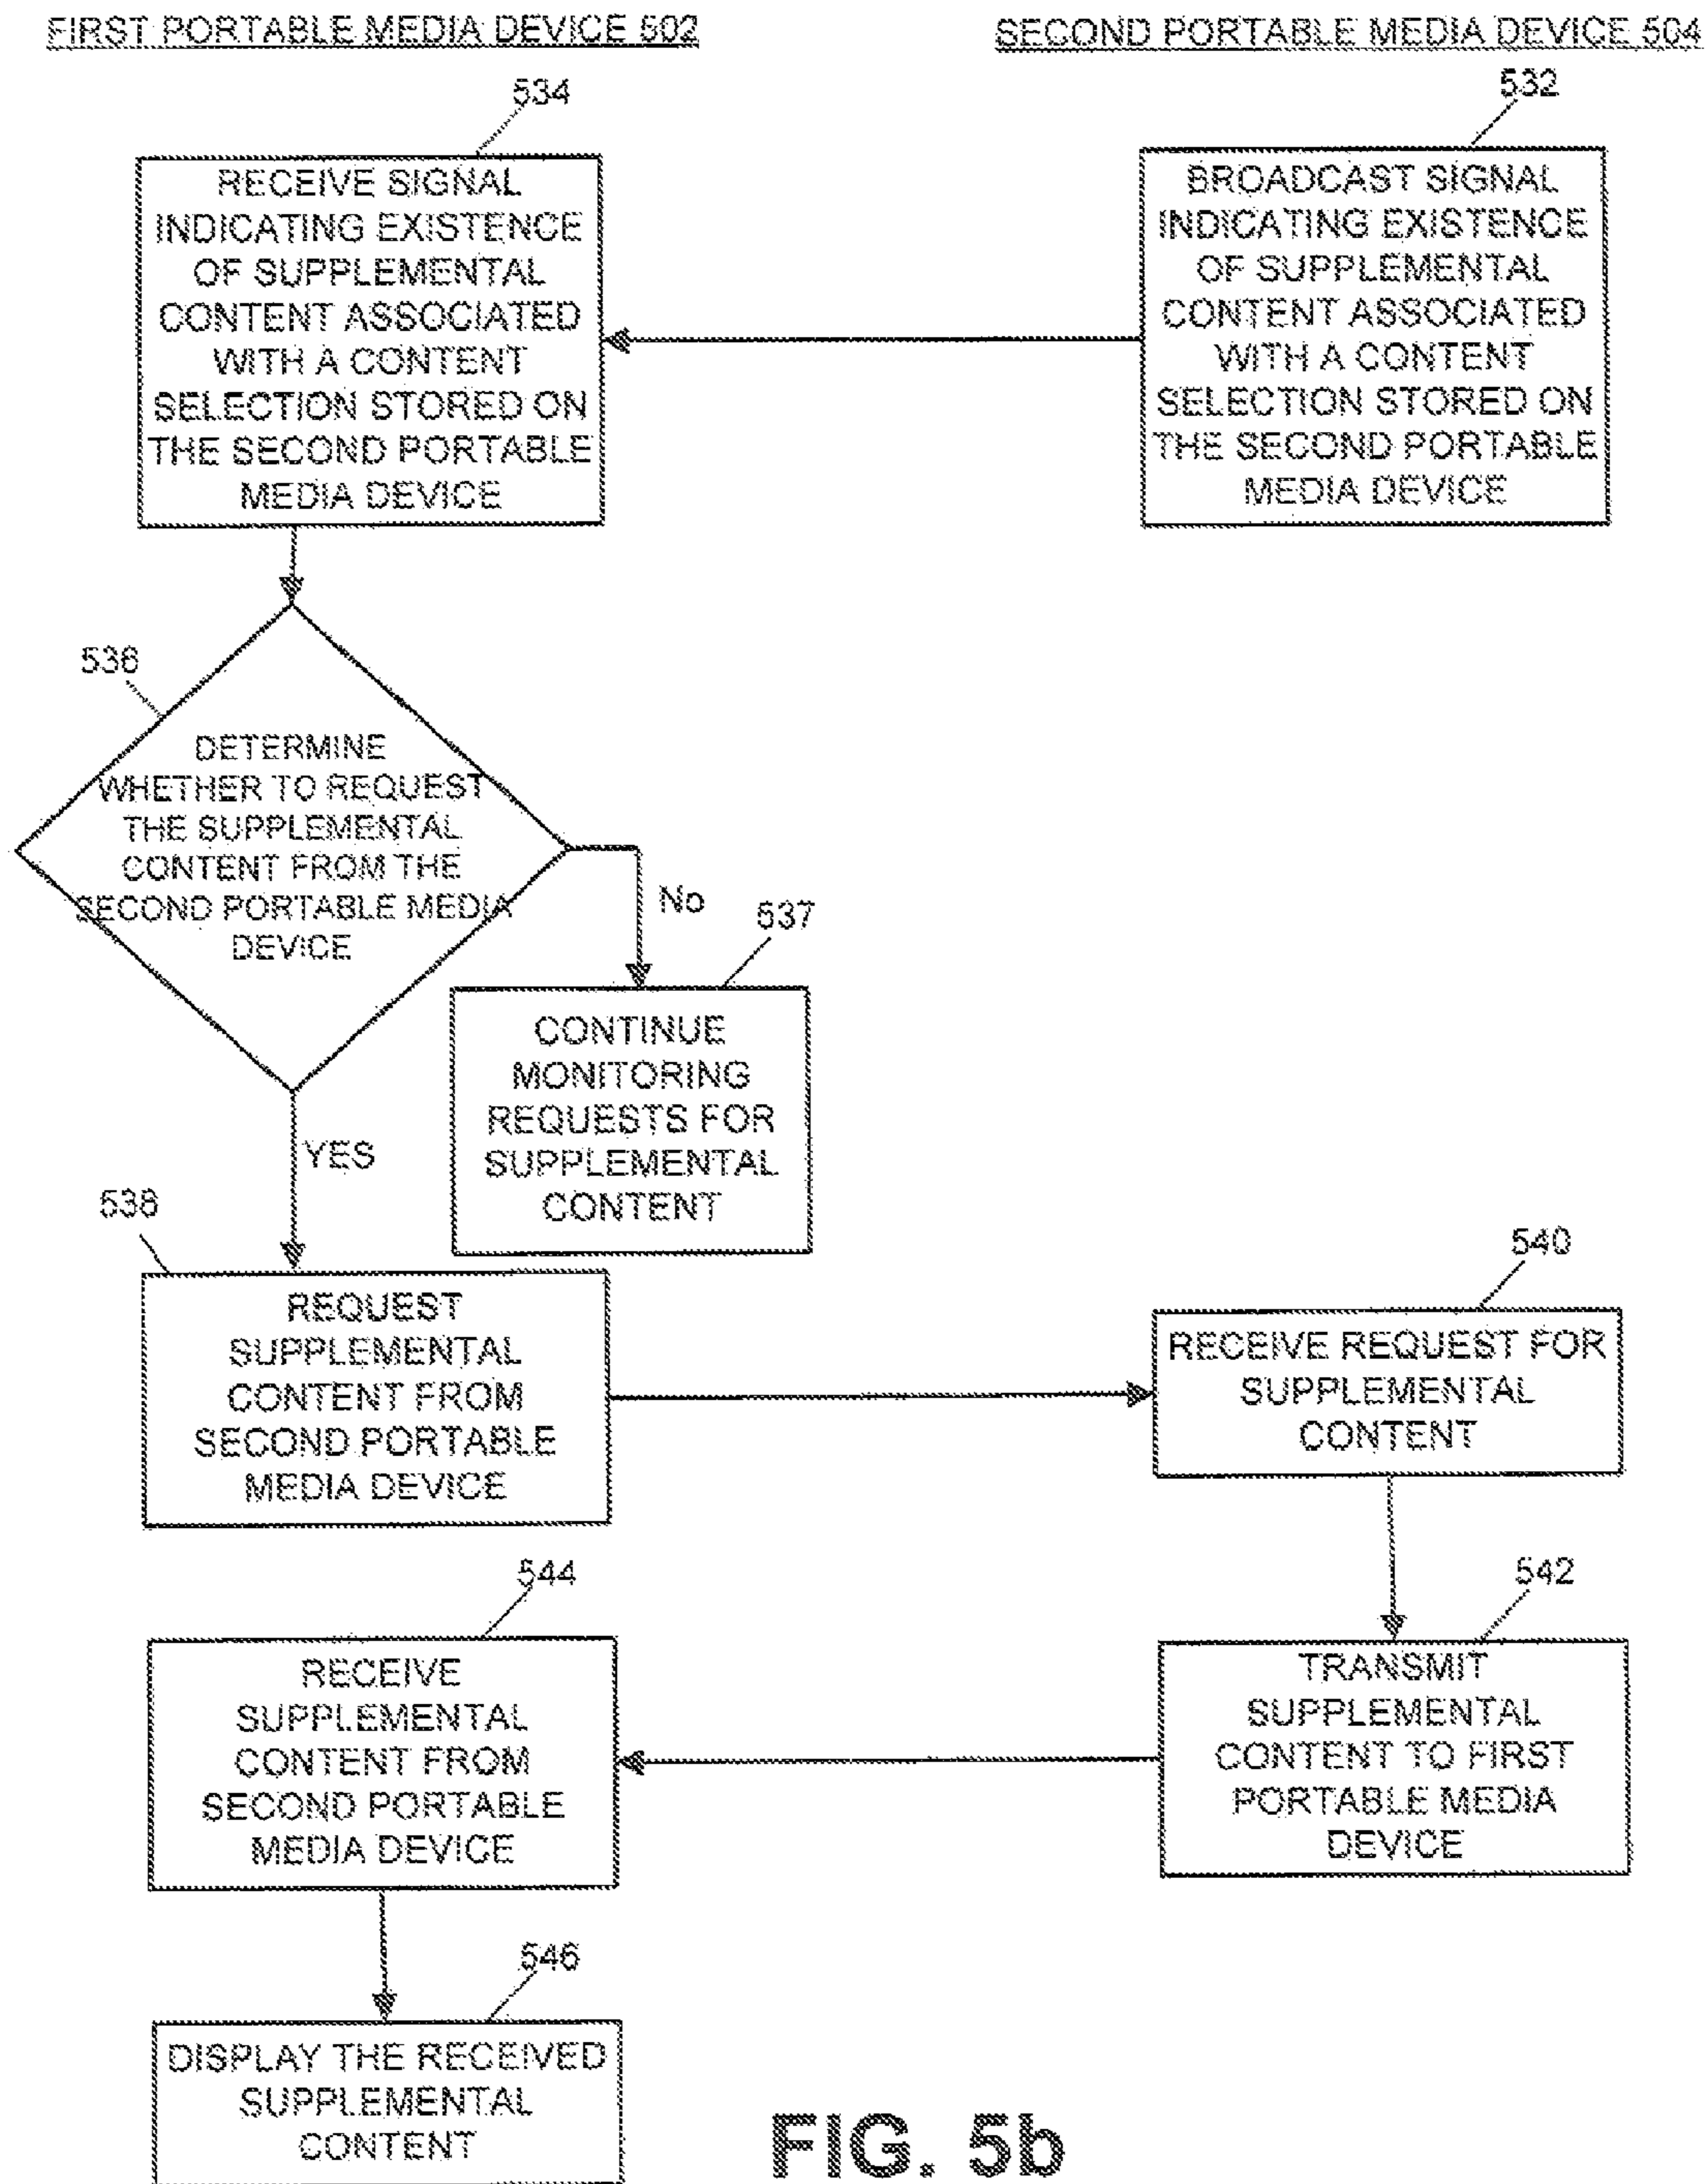 FIRST PORTABLE MEDIA DEVICE 502
SECOND PORTABLE MEDIA DEVICE 504
534
RECEIVE SIGNAL
INDICATING EXISTENCE
OF SUPPLEMENTAL
CONTENT ASSOCIATED
WITH A CONTENT
SELECTION STORED ON
THE SECOND PORTABLE
MEDIA DEVICE
532
BROADCAST SIGNAL
INDICATING EXISTENCE
OF SUPPLEMENTAL
CONTENT ASSOCIATED
WITH A CONTENT
SELECTION STORED ON
THE SECOND PORTABLE
MEDIA DEVICE
536
DETERMINE
WHETHER TO REQUEST
THE SUPPLEMENTAL
CONTENT FROM THE
SECOND PORTABLE MEDIA
DEVICE
No
537
CONTINUE
MONITORING
REQUESTS FOR
SUPPLEMENTAL
CONTENT
YES
538
REQUEST
SUPPLEMENTAL
CONTENT FROM
SECOND PORTABLE
MEDIA DEVICE
540
RECEIVE REQUEST FOR
SUPPLEMENTAL
CONTENT
544
RECEIVE
SUPPLEMENTAL
CONTENT FROM
SECOND PORTABLE
MEDIA DEVICE
542
TRANSMIT
SUPPLEMENTAL
CONTENT TO FIRST
PORTABLE MEDIA
DEVICE
546
DISPLAY THE RECEIVED
SUPPLEMENTAL
CONTENT
FIG. 5b